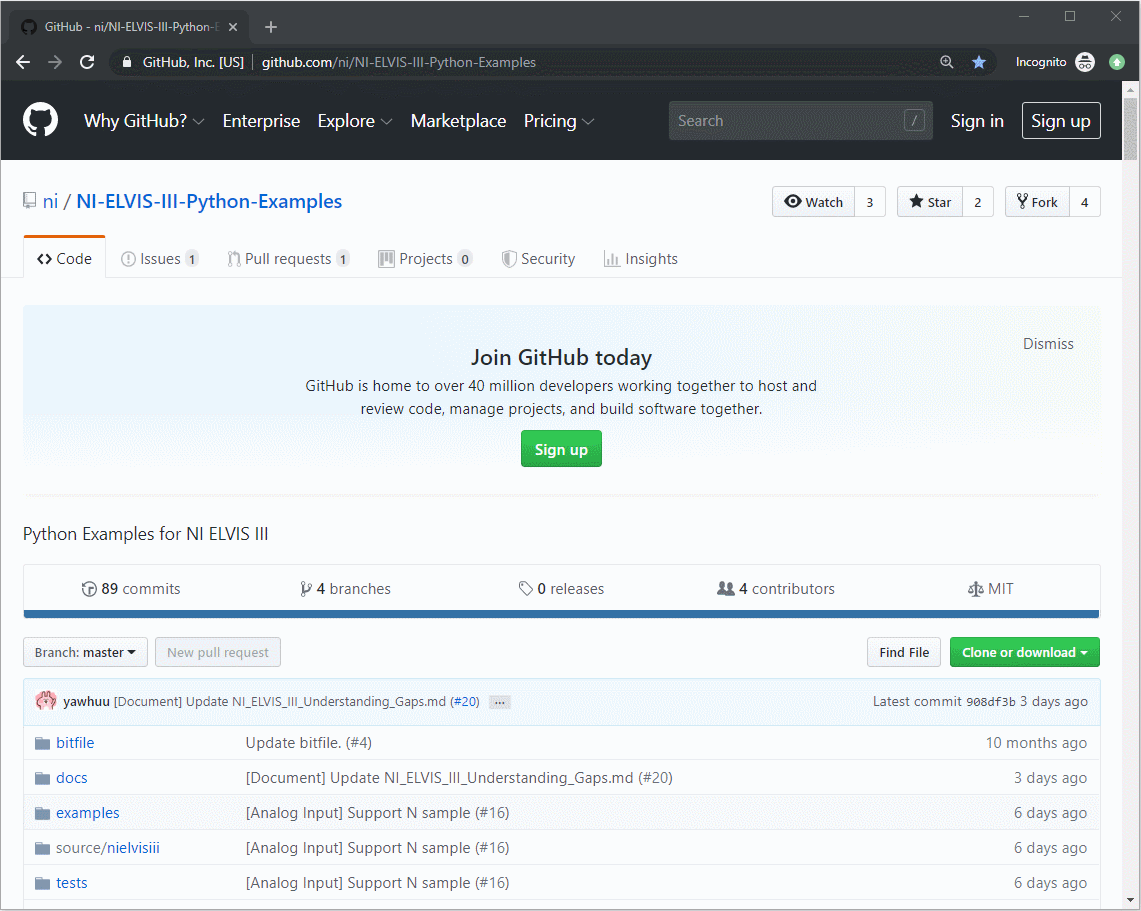 GitHub - ni/NI-ELVIS-III-Python-E
GitHub, Inc. [US] github.com/ni/NI-ELVIS-III-Python-Examples Incognito
Why GitHub? Enterprise Explore Marketplace Pricing Search / Sign in Sign up
ni / NI-ELVIS-III-Python-Examples Watch 3 Star 2 Fork 4
Code Issues 1 Pull requests 1 Projects 0 Security Insights
Dismiss
Join GitHub today
GitHub is home to over 40 million developers working together to host and
review code, manage projects, and build software together.
Sign up
Python Examples for NI ELVIS III
89 commits 4 branches 0 releases 4 contributors MIT
Branch: master New pull request Find File Clone or download
yawhuu [Document] Update NI_ELVIS_III_Understanding_Gaps.md (#20) ... Latest commit 908df3b 3 days ago
bitfile Update bitfile. (#4) 10 months ago
docs [Document] Update NI_ELVIS_III_Understanding_Gaps.md (#20) 3 days ago
examples [Analog Input] Support N sample (#16) 6 days ago
source/nielvisiii [Analog Input] Support N sample (#16) 6 days ago
tests [Analog Input] Support N sample (#16) 6 days ago